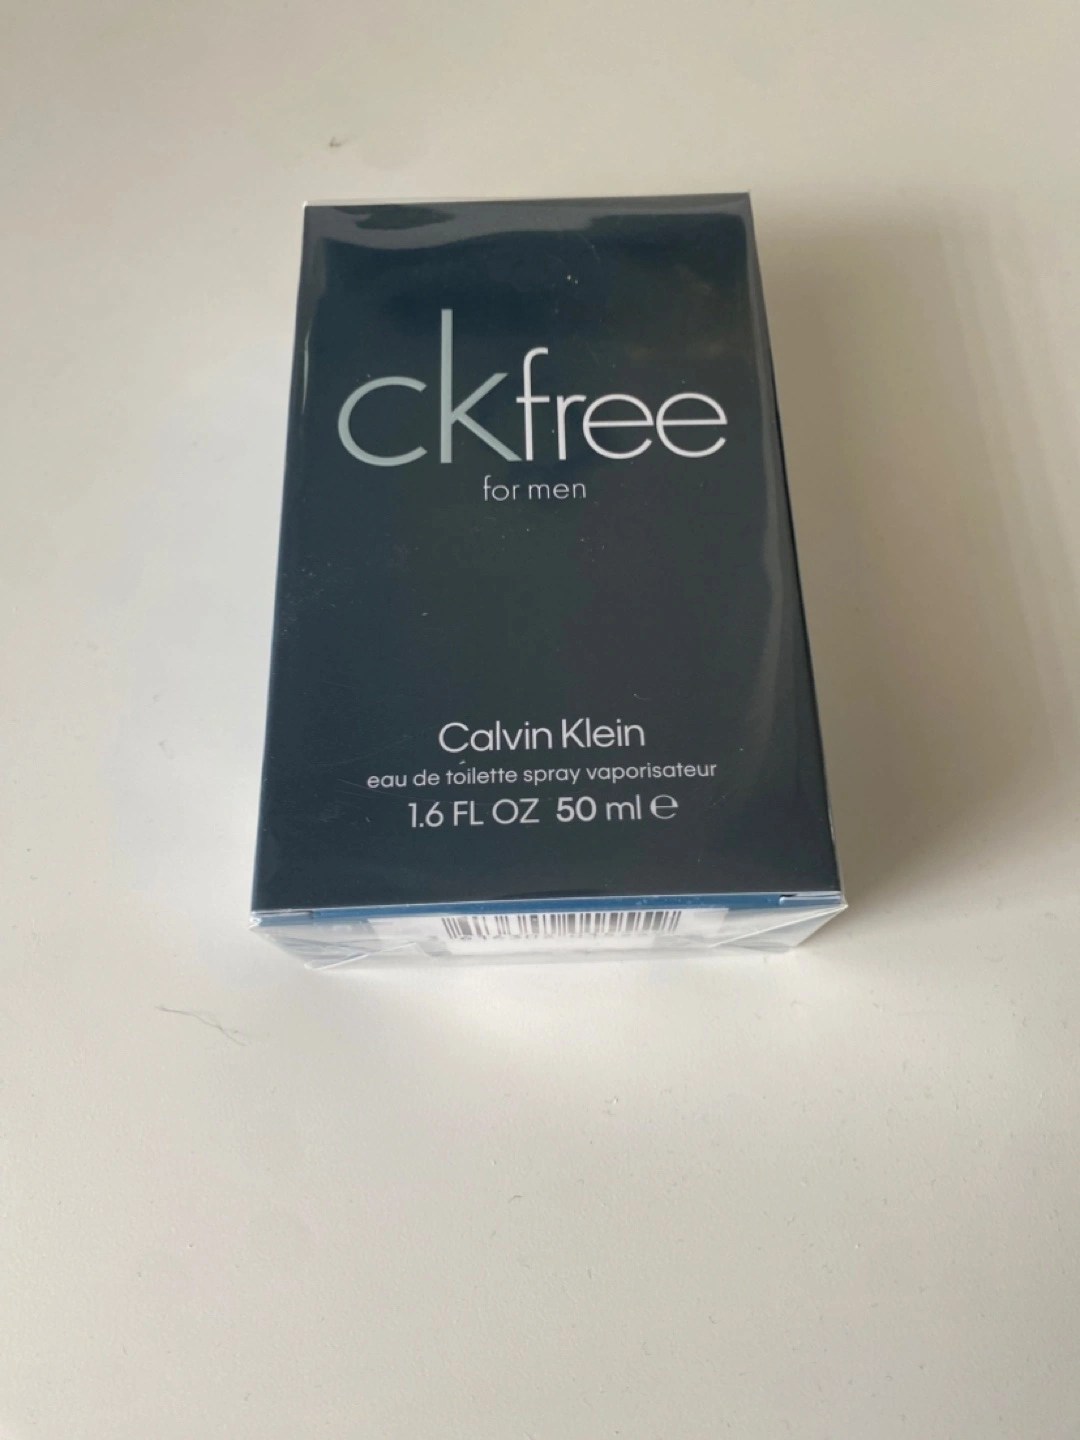 ckfree
for men
Calvin Klein
eau de toilette spray vaporisateur
1.6 FL OZ 50 ml ℮